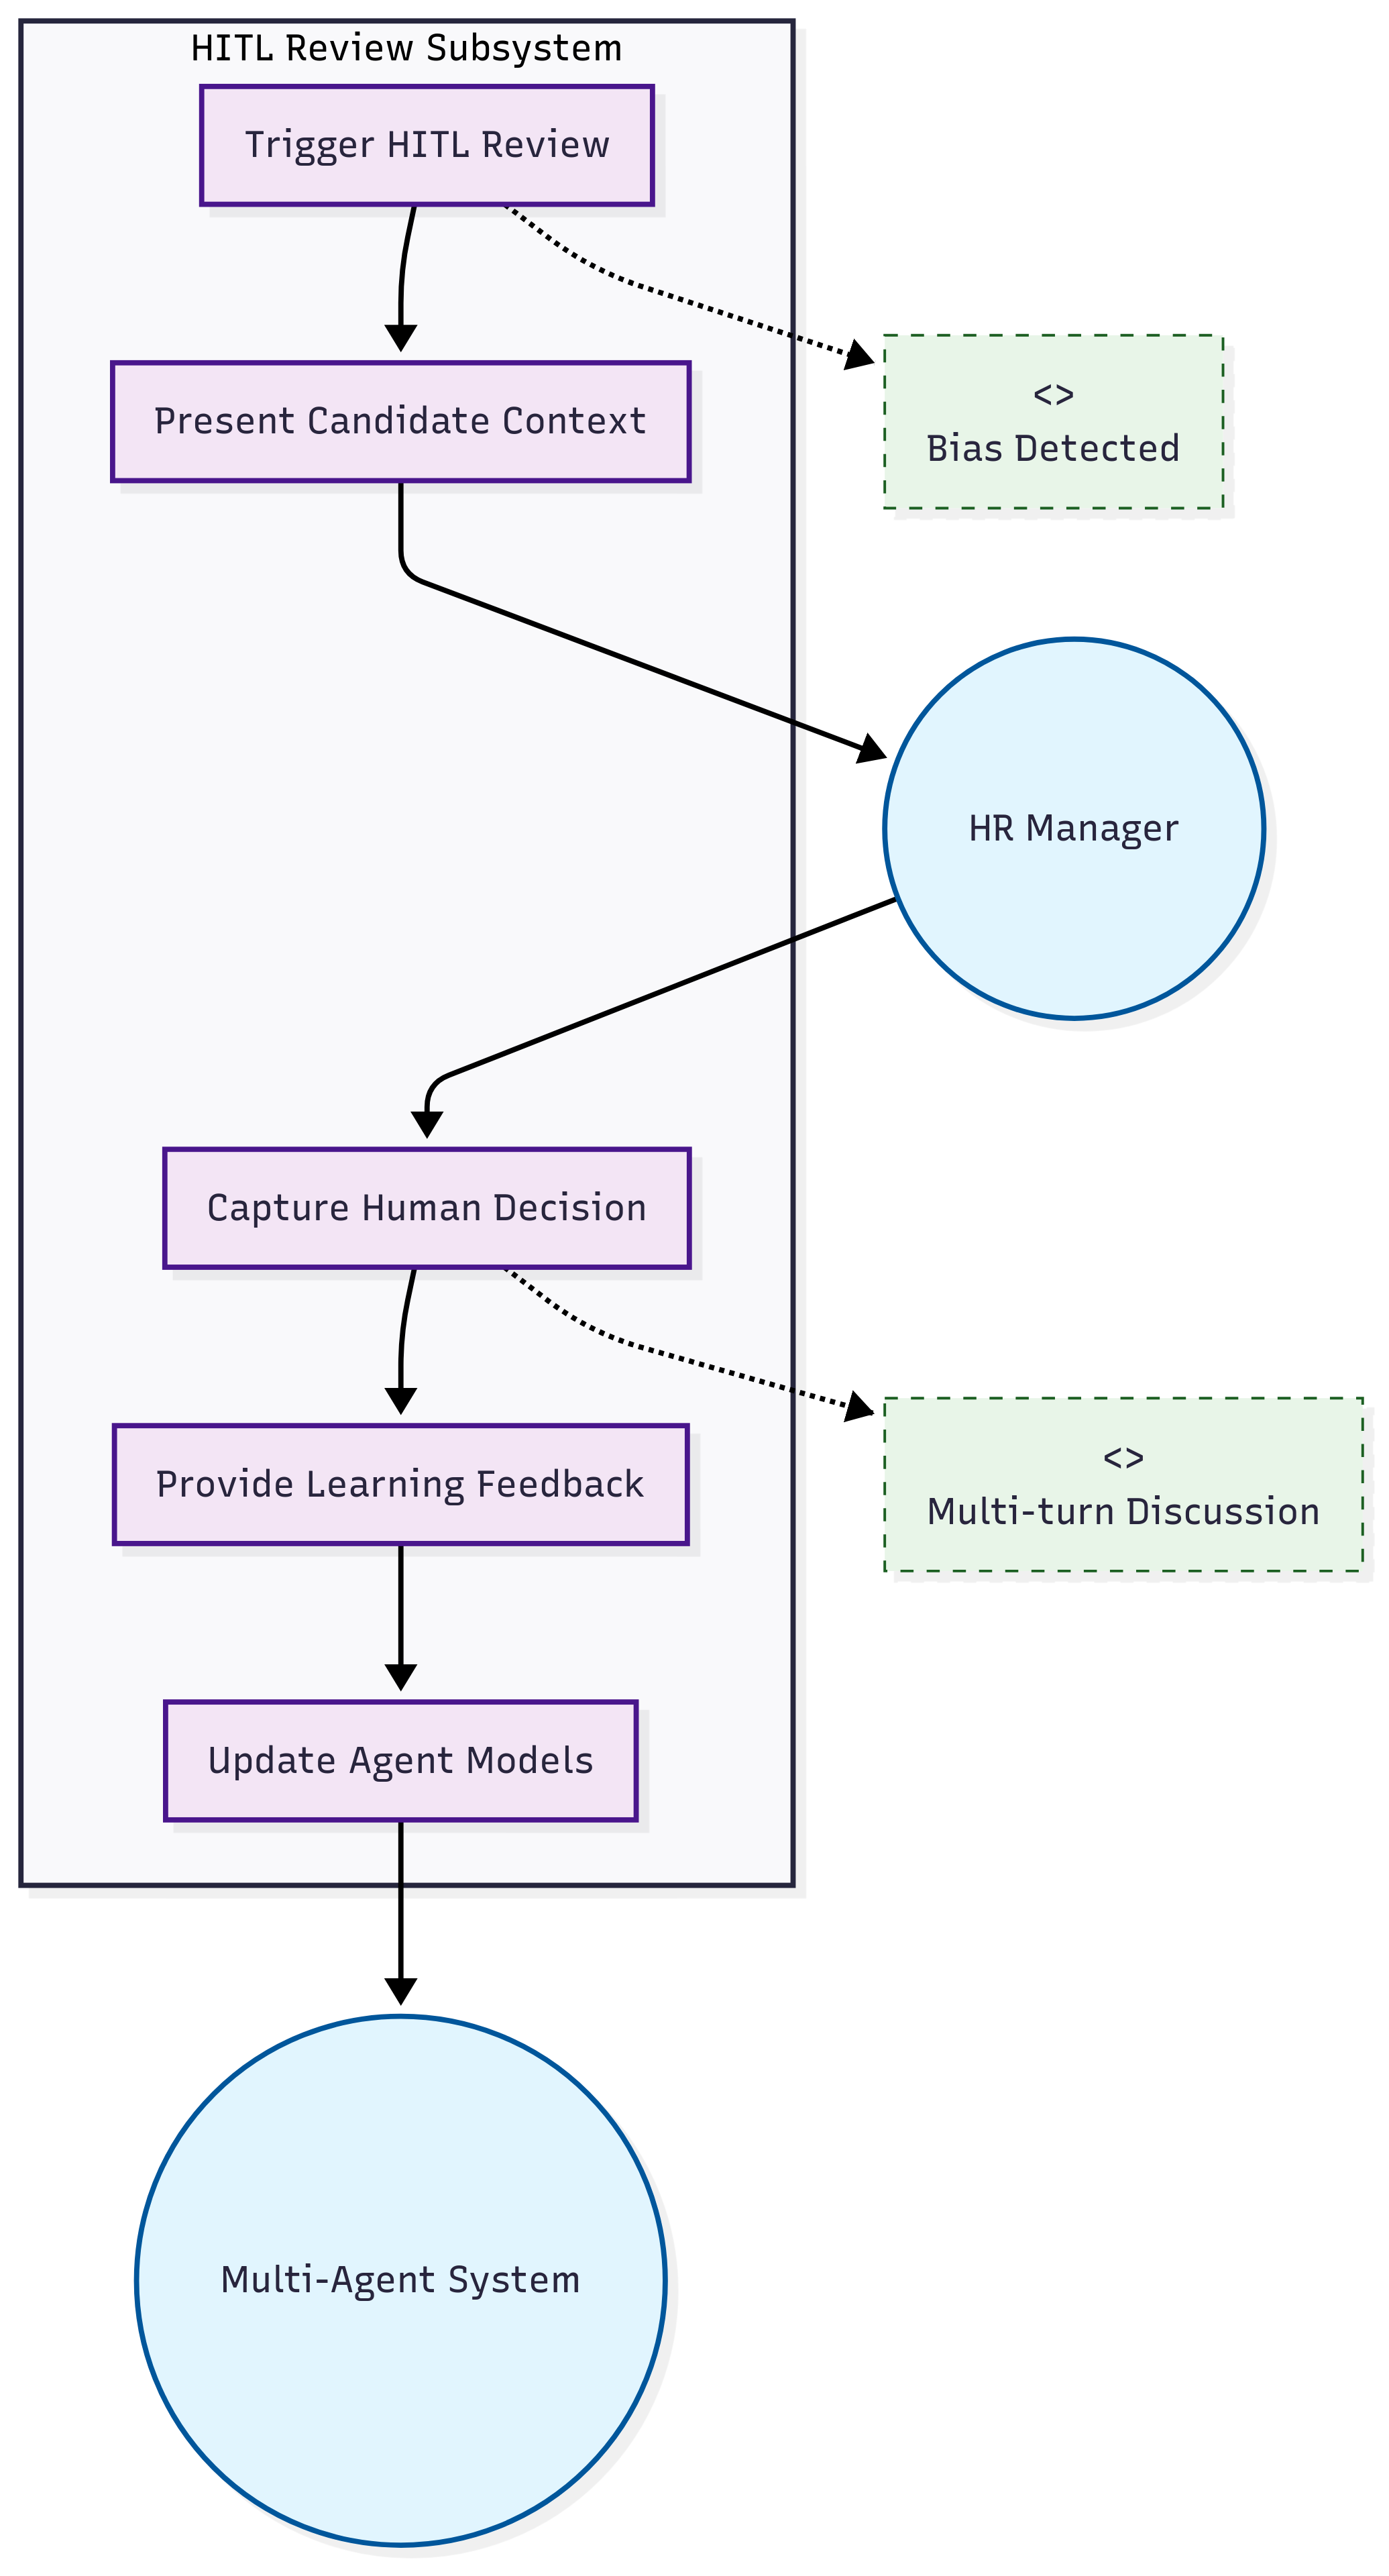 HITL Review Subsystem
Trigger HITL Review
Present Candidate Context
<>
Bias Detected
HR Manager
Capture Human Decision
Provide Learning Feedback
<>
Multi-turn Discussion
Update Agent Models
Multi-Agent System